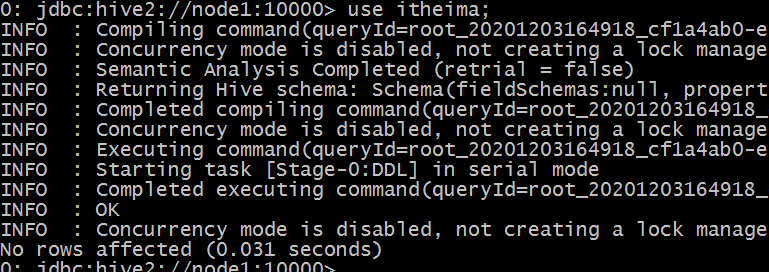 0: jdbc:hive2://node1:10000> use itheima;
INFO  : Compiling command(queryId=root_20201203164918_cf1a4ab0-e
INFO  : Concurrency mode is disabled, not creating a lock manage
INFO  : Semantic Analysis Completed (retrial = false)
INFO  : Returning Hive schema: Schema(fieldSchemas:null, propert
INFO  : Completed compiling command(queryId=root_20201203164918_
INFO  : Concurrency mode is disabled, not creating a lock manage
INFO  : Executing command(queryId=root_20201203164918_cf1a4ab0-e
INFO  : Starting task [Stage-0:DDL] in serial mode
INFO  : Completed executing command(queryId=root_20201203164918_
INFO  : OK
INFO  : Concurrency mode is disabled, not creating a lock manage
No rows affected (0.031 seconds)
0: jdbc:hive2://node1:10000>